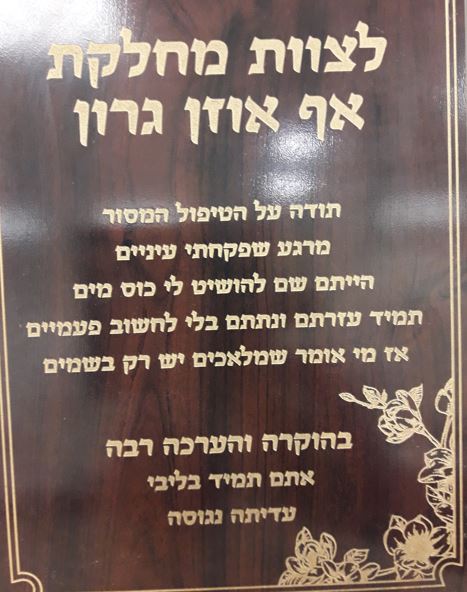 לצוות מחלקת
אף אוזן גרון
תודה על הטיפול המסור
מרגע שפקחתי עיניים
הייתם שם להושיט לי כוס מים
תמיד עזרתם ונתתם בלי לחשוב פעמיים
אז מי אומר שמלאכים יש רק בשמים
בהוקרה והערכה רבה
אתם תמיד בליבי
עדיתה נגוסה